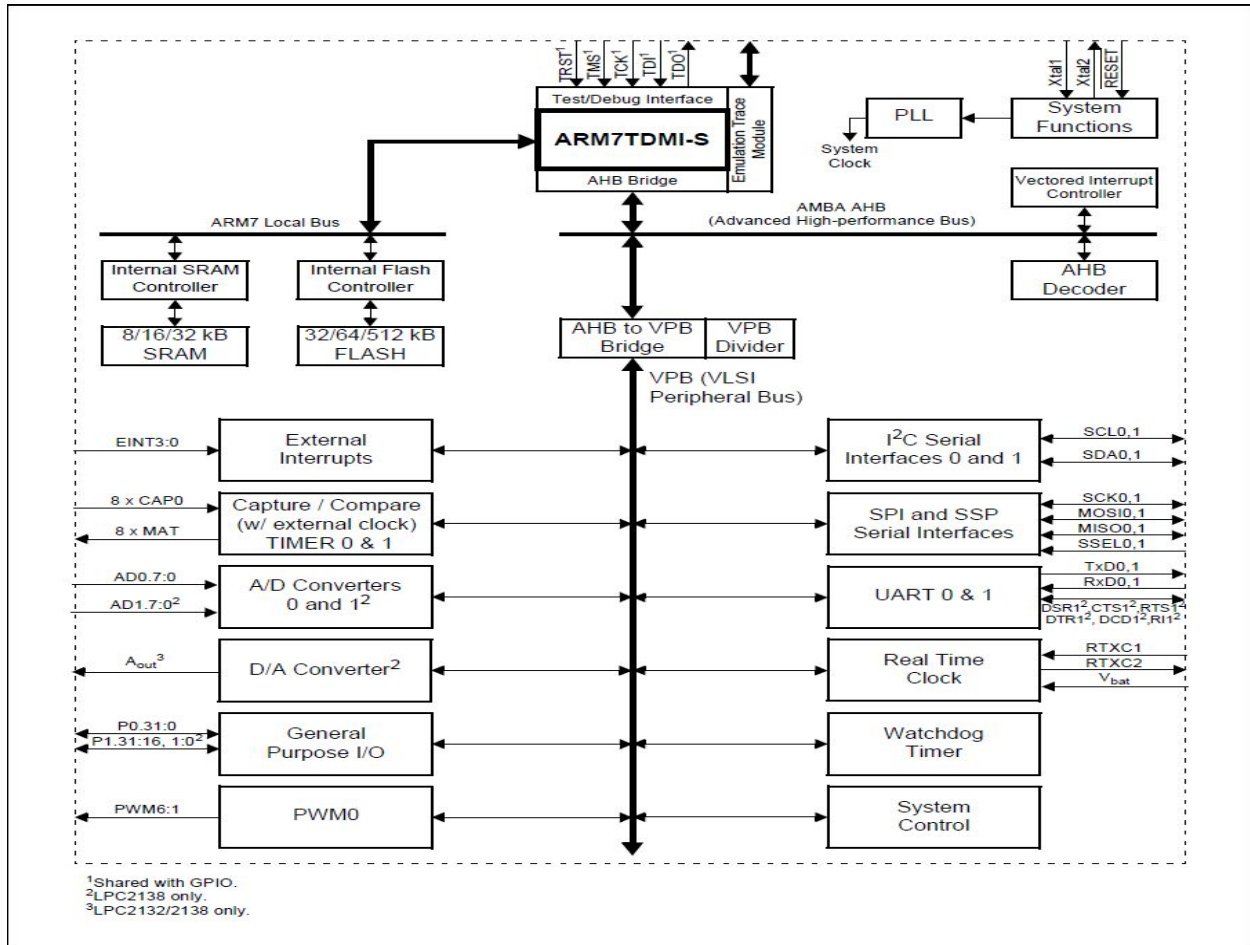 TRST¹
TMS¹
TCK¹
TDI¹
TDO¹
Xtal1
Xtal2
RESET
Test/Debug Interface
ARM7TDMI-S
AHB Bridge
Emulation Trace
Module
PLL
System
Functions
System
Clock
Vectored Interrupt
Controller
ARM7 Local Bus
AMBA AHB
(Advanced High-performance Bus)
Internal SRAM
Controller
Internal Flash
Controller
AHB
Decoder
8/16/32 kB
SRAM
32/64/512 kB
FLASH
AHB to VPB
Bridge
VPB
Divider
VPB (VLSI
Peripheral Bus)
EINT3:0
External
Interrupts
I²C Serial
Interfaces 0 and 1
SCL0,1
SDA0,1
8 x CAP0
8 x MAT
Capture / Compare
(w/ external clock)
TIMER 0 & 1
SPI and SSP
Serial Interfaces
SCK0,1
MOSI0,1
MISO0,1
SSEL0,1
AD0.7:0
AD1.7:0²
A/D Converters
0 and 1²
UART 0 & 1
TxD0,1
RxD0,1
DSR1²,CTS1²,RTS1²
DTR1², DCD1²,RI1²
Aout³
D/A Converter²
Real Time
Clock
RTXC1
RTXC2
Vbat
P0.31:0
P1.31:16, 1:0²
General
Purpose I/O
Watchdog
Timer
PWM6:1
PWM0
System
Control
¹Shared with GPIO.
²LPC2138 only.
³LPC2132/2138 only.